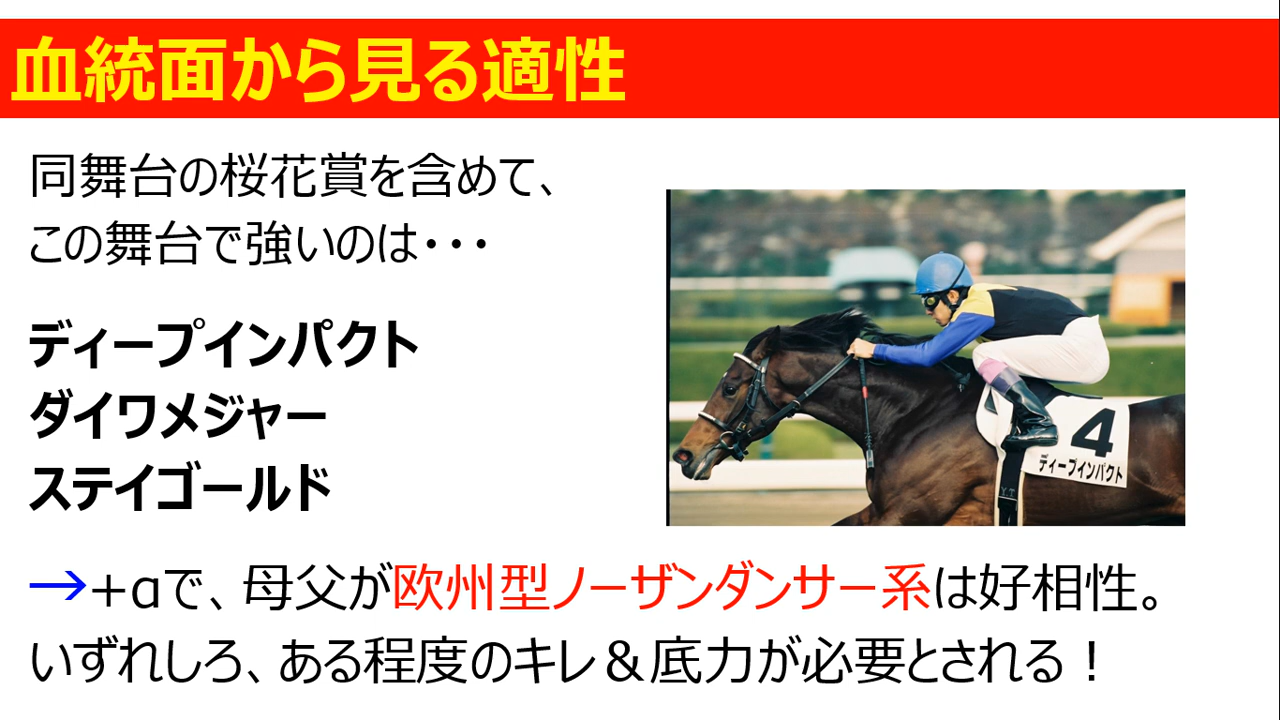 血統面から見る適性
同舞台の桜花賞を含めて、
この舞台で強いのは・・・
ディープインパクト
ダイワメジャー
ステイゴールド
→+αで、母父が欧州型ノーザンダンサー系は好相性。
いずれしろ、ある程度のキレ＆底力が必要とされる！
4
ディープインパクト
Y.T